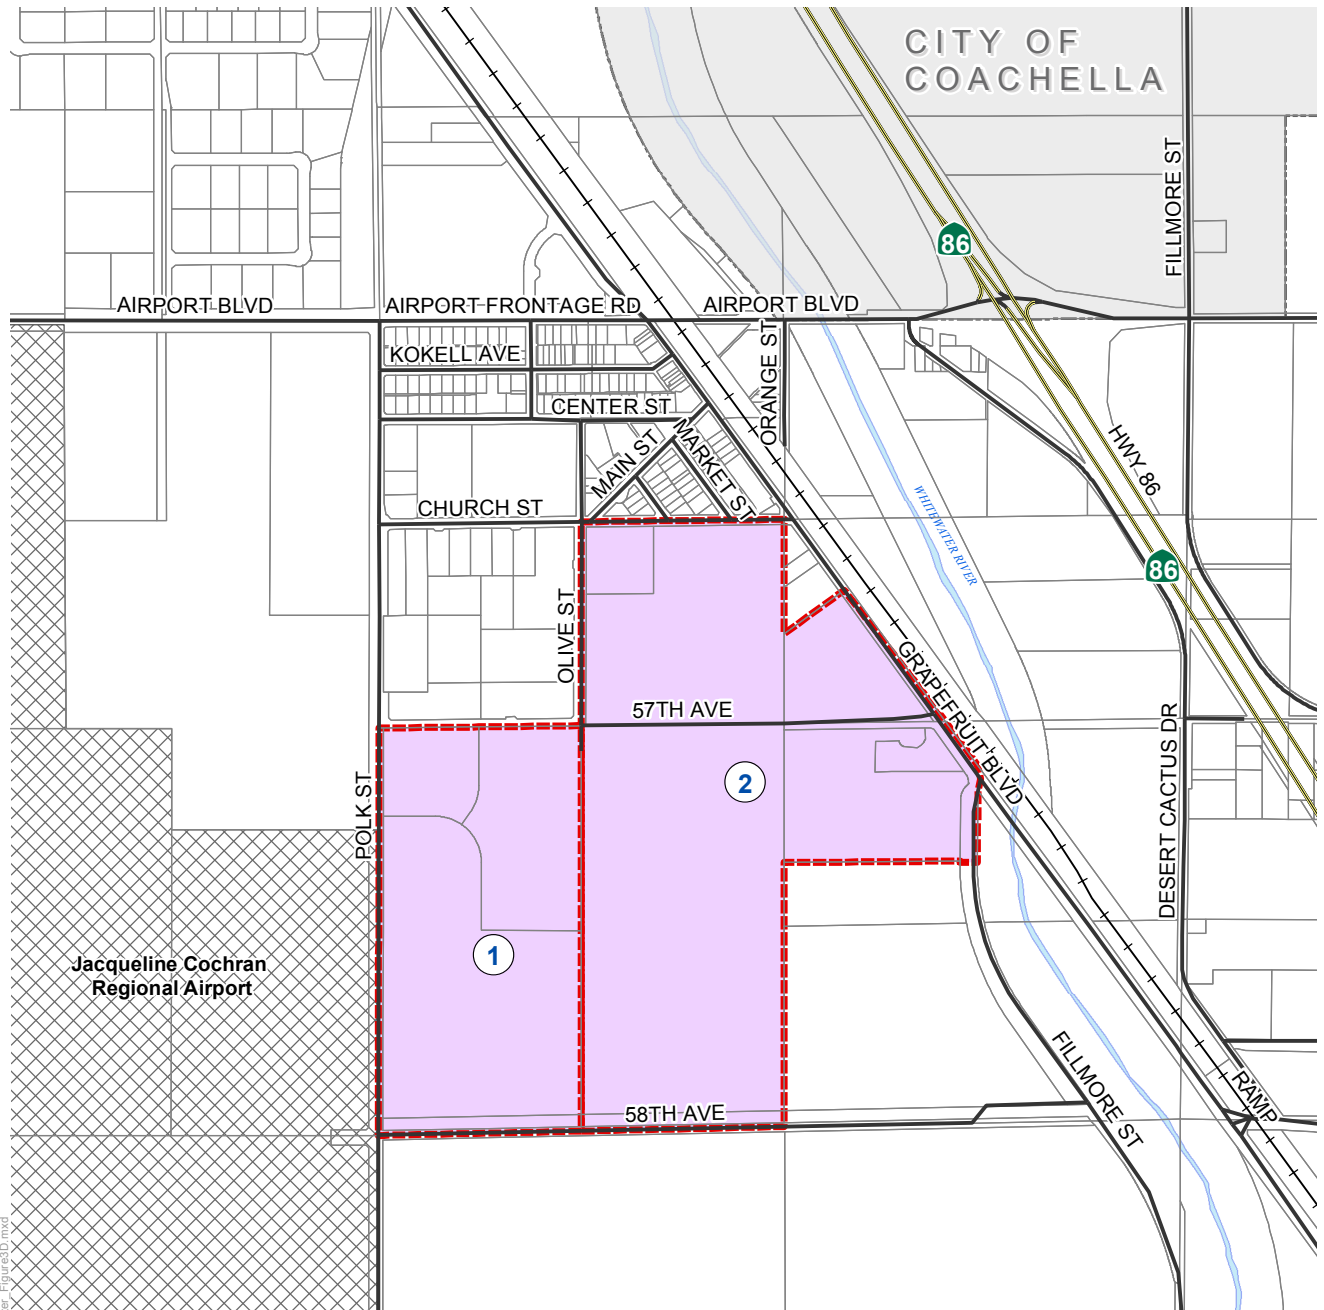 CITY OF
COACHELLA
FILLMORE ST
86
AIRPORT BLVD
AIRPORT FRONTAGE RD
AIRPORT BLVD
KOKELL AVE
ORANGE ST
CENTER ST
MAIN ST
MARKET ST
HWY 86
CHURCH ST
WHITEWATER RIVER
86
OLIVE ST
GRAPEFRUIT BLVD
57TH AVE
DESERT CACTUS DR
POLK ST
2
1
Jacqueline Cochran
Regional Airport
FILLMORE ST
RAMP
58TH AVE
Figure3D.mxd